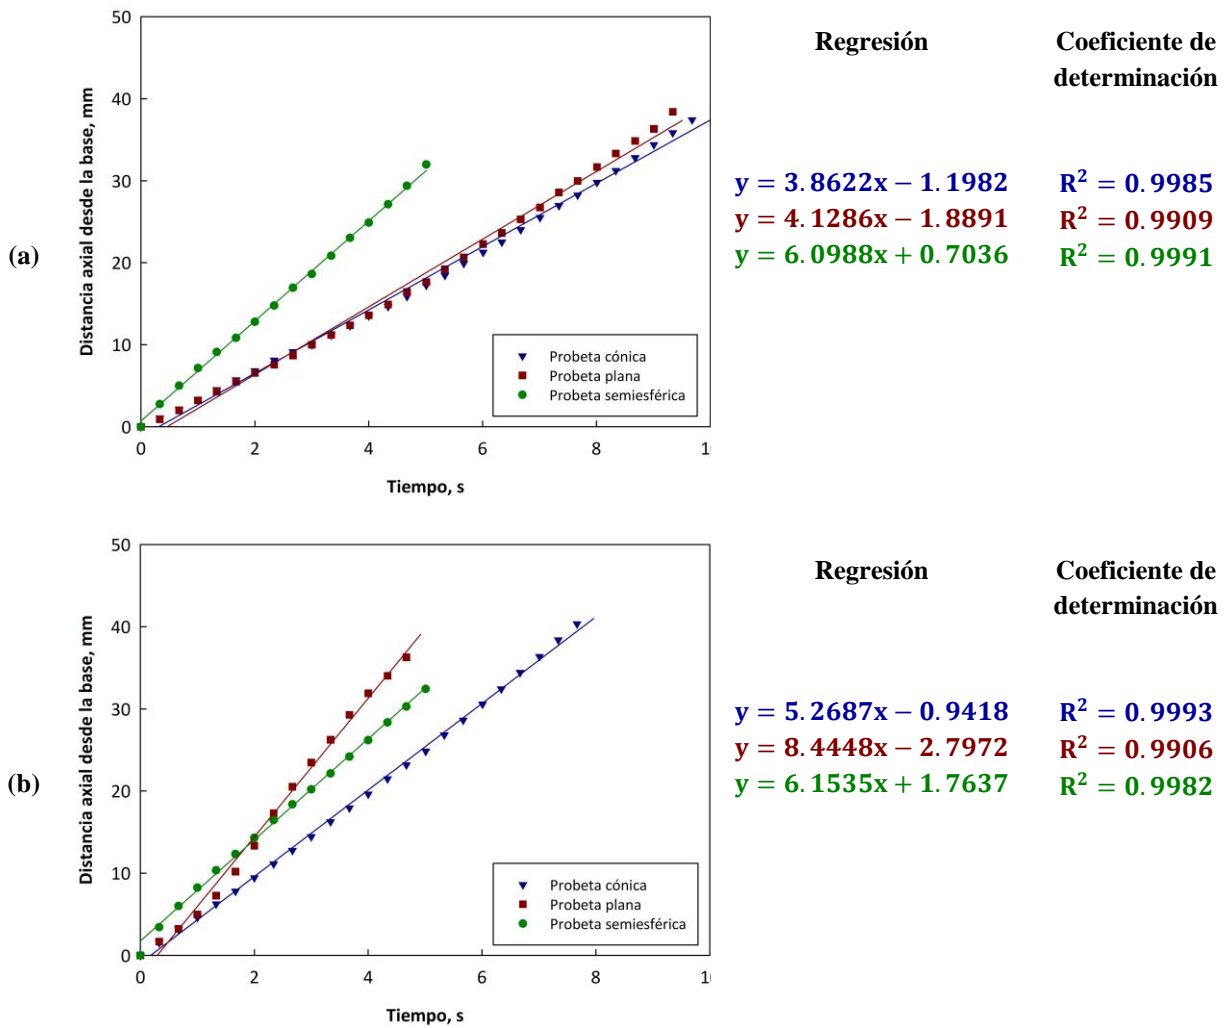 (a)
50
40
30
20
10
0
0 2 4 6 8 1
Distancia axial desde la base, mm
Tiempo, s
Probeta cónica
Probeta plana
Probeta semiesférica
Regresión Coeficiente de
determinación
y = 3.8622x − 1.1982 R² = 0.9985
y = 4.1286x − 1.8891 R² = 0.9909
y = 6.0988x + 0.7036 R² = 0.9991
(b)
50
40
30
20
10
0
0 2 4 6 8 1
Distancia axial desde la base, mm
Tiempo, s
Probeta cónica
Probeta plana
Probeta semiesférica
Regresión Coeficiente de
determinación
y = 5.2687x − 0.9418 R² = 0.9993
y = 8.4448x − 2.7972 R² = 0.9906
y = 6.1535x + 1.7637 R² = 0.9982